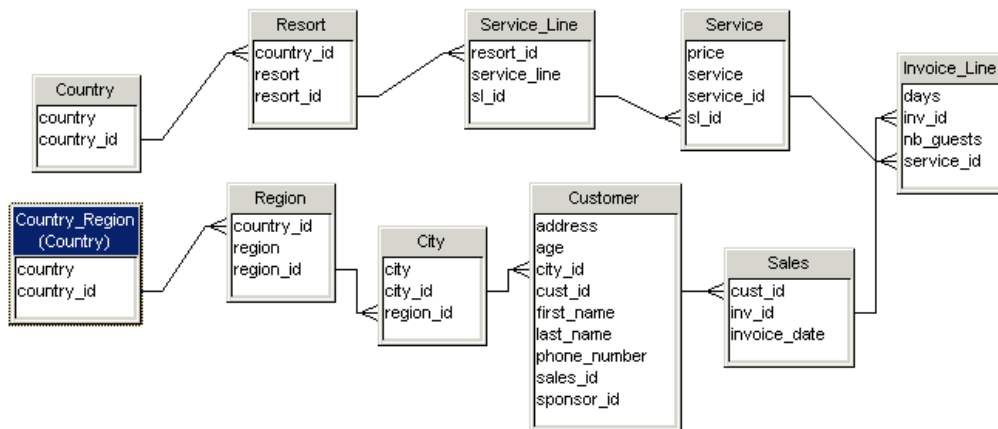 Country
country
country_id
Resort
country_id
resort
resort_id
Service_Line
resort_id
service_line
sl_id
Service
price
service
service_id
sl_id
Invoice_Line
days
inv_id
nb_guests
service_id
Country_Region
(Country)
country
country_id
Region
country_id
region
region_id
City
city
city_id
region_id
Customer
address
age
city_id
cust_id
first_name
last_name
phone_number
sales_id
sponsor_id
Sales
cust_id
inv_id
invoice_date